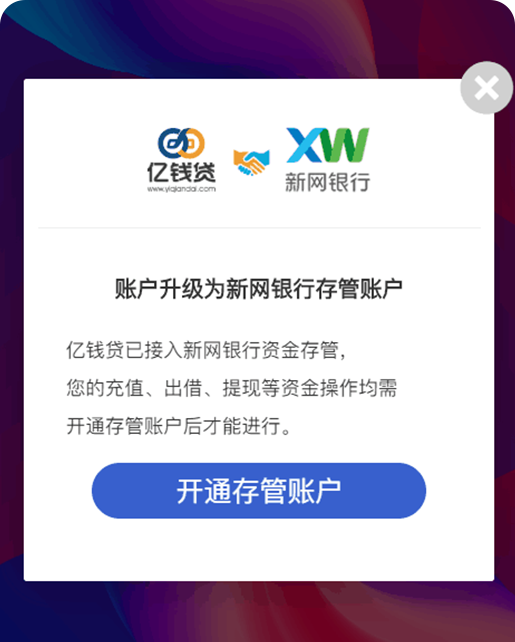 亿钱贷
www.yiqiandai.com
XW
新网银行
账户升级为新网银行存管账户
亿钱贷已接入新网银行资金存管，
您的充值、出借、提现等资金操作均需
开通存管账户后才能进行。
开通存管账户